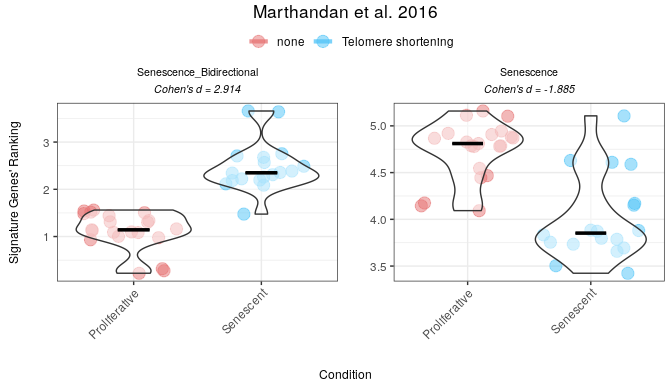 Marthandan et al. 2016
none Telomere shortening
Senescence_Bidirectional
Cohen's d = 2.914
Senescence
Cohen's d = -1.885
Signature Genes' Ranking
3
2
1
5.0
4.5
4.0
3.5
Proliferative
Senescent
Proliferative
Senescent
Condition